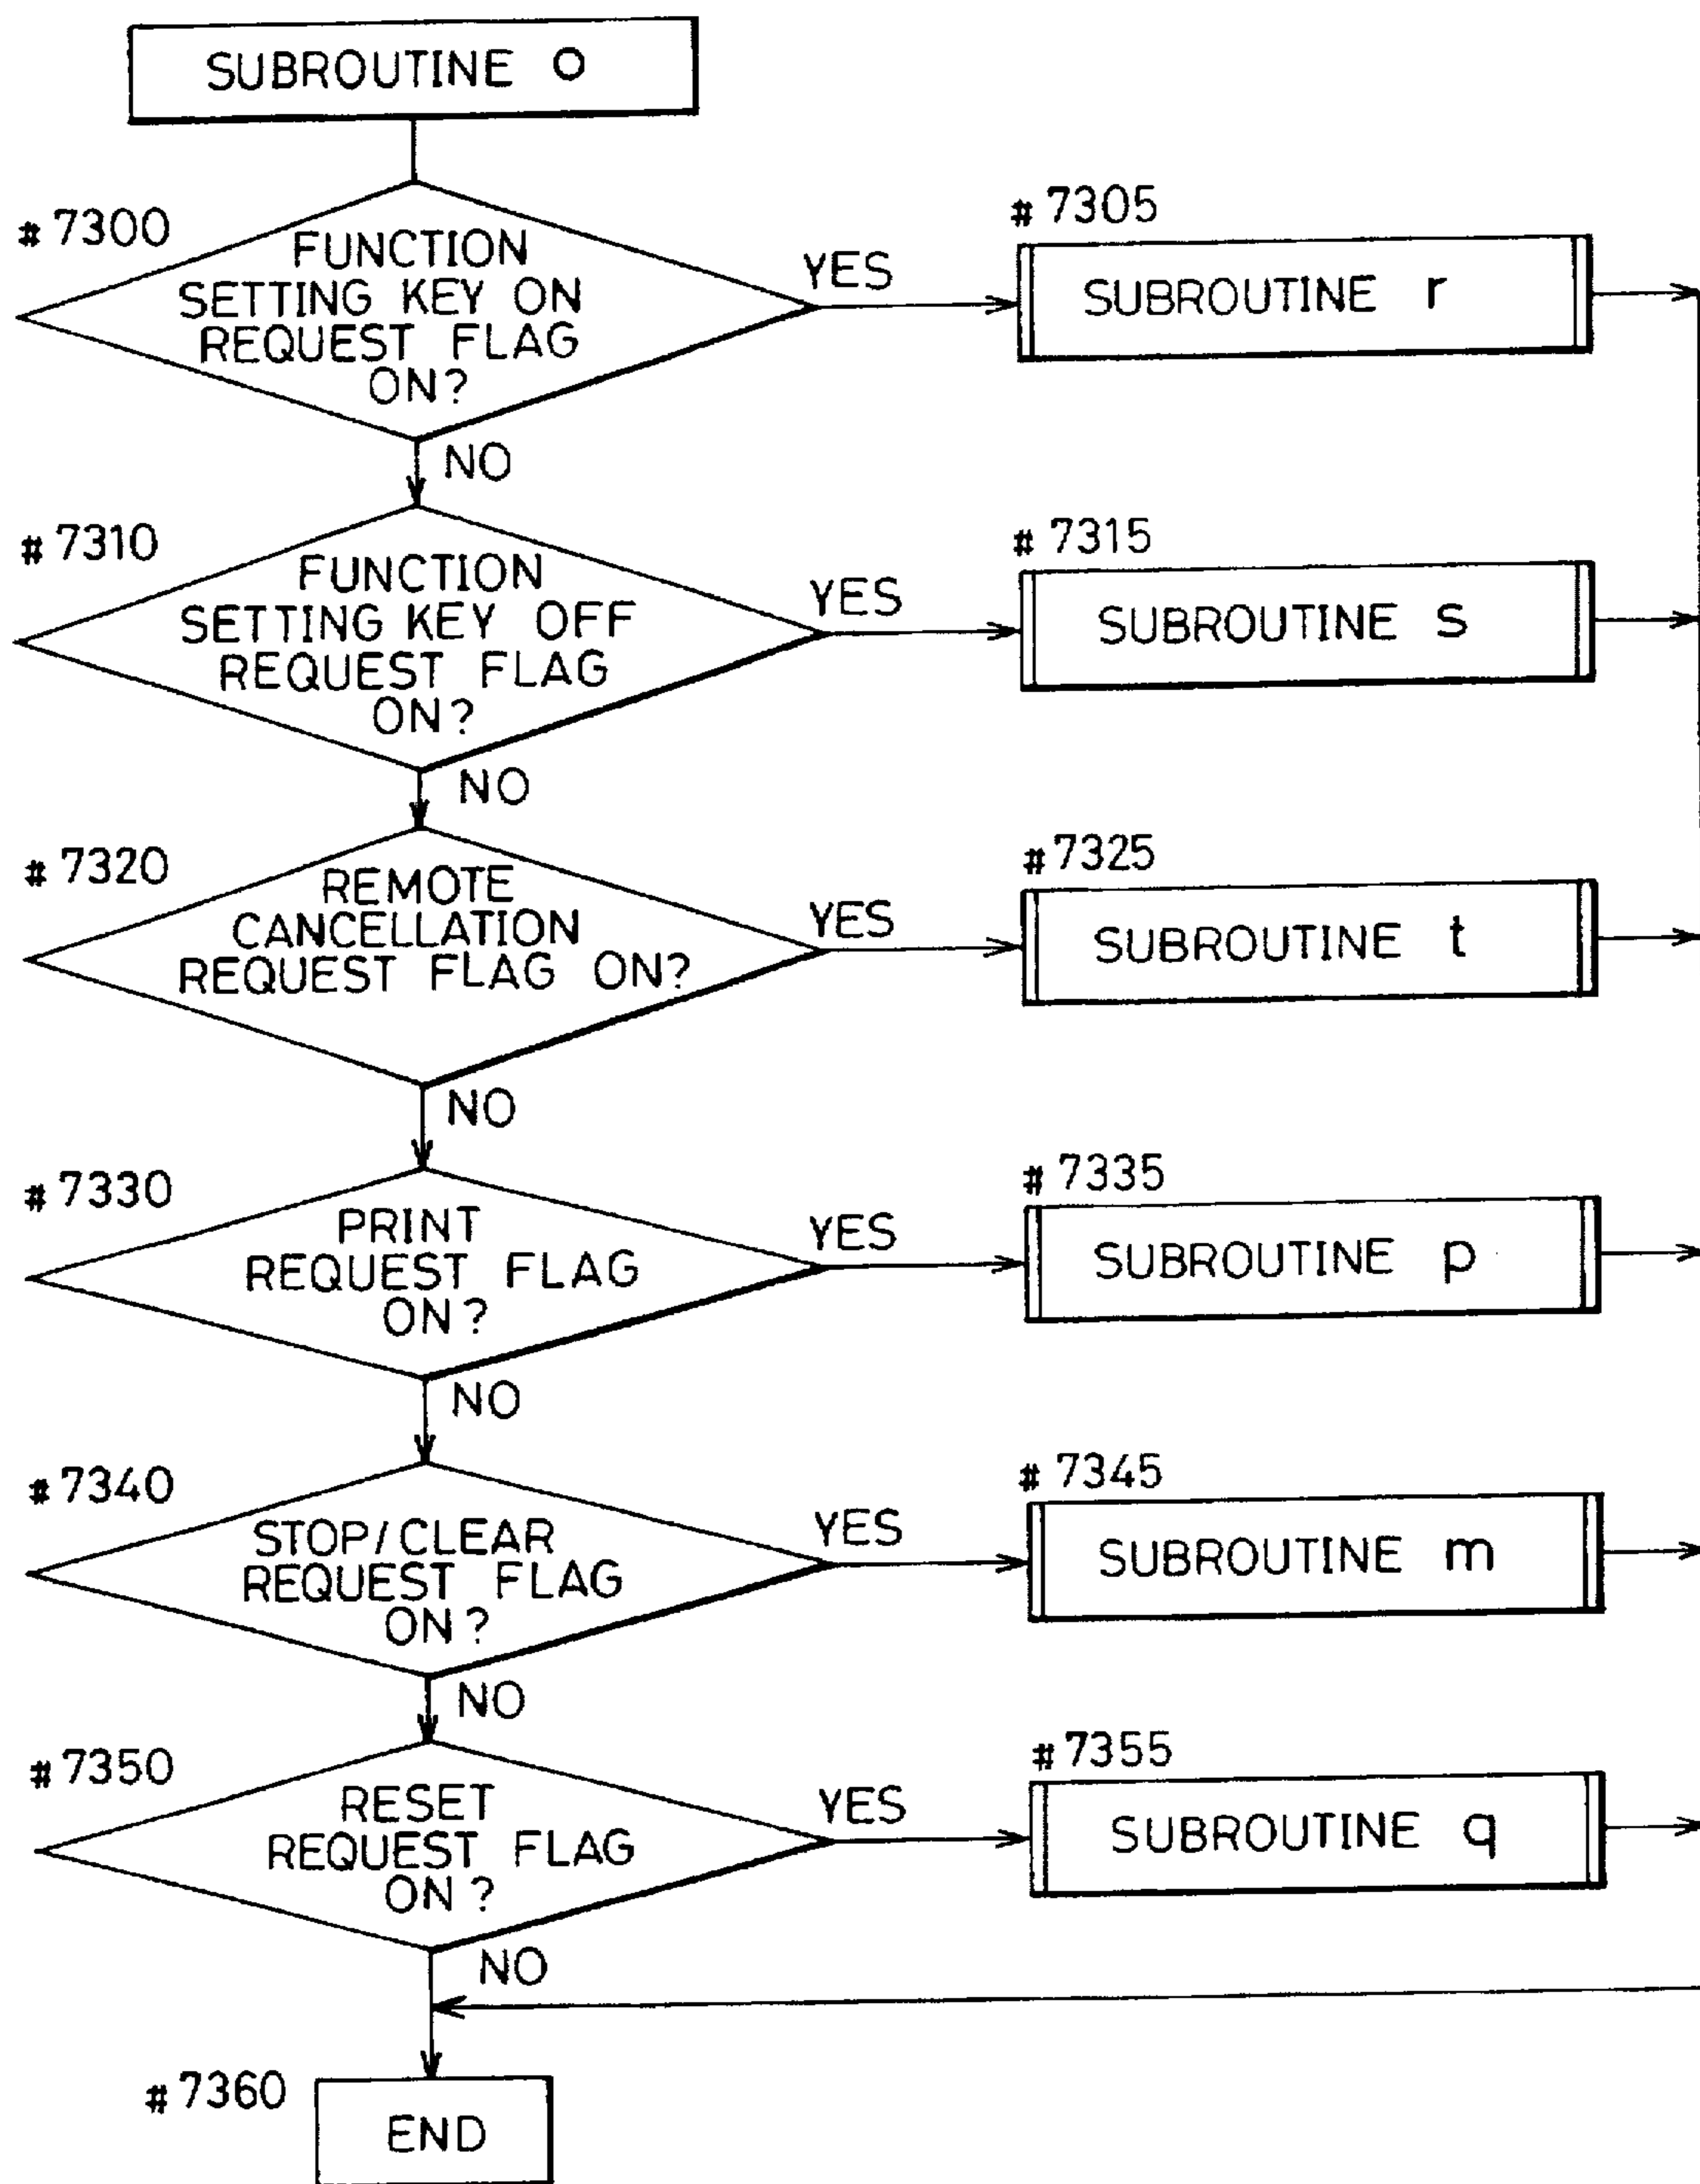 SUBROUTINE O
#7300
FUNCTION
SETTING KEY ON
REQUEST FLAG
ON?
YES
#7305
SUBROUTINE r
NO
#7310
FUNCTION
SETTING KEY OFF
REQUEST FLAG
ON?
YES
#7315
SUBROUTINE s
NO
#7320
REMOTE
CANCELLATION
REQUEST FLAG ON?
YES
#7325
SUBROUTINE t
NO
#7330
PRINT
REQUEST FLAG
ON?
YES
#7335
SUBROUTINE p
NO
#7340
STOP/CLEAR
REQUEST FLAG
ON?
YES
#7345
SUBROUTINE m
NO
#7350
RESET
REQUEST FLAG
ON?
YES
#7355
SUBROUTINE q
NO
#7360
END